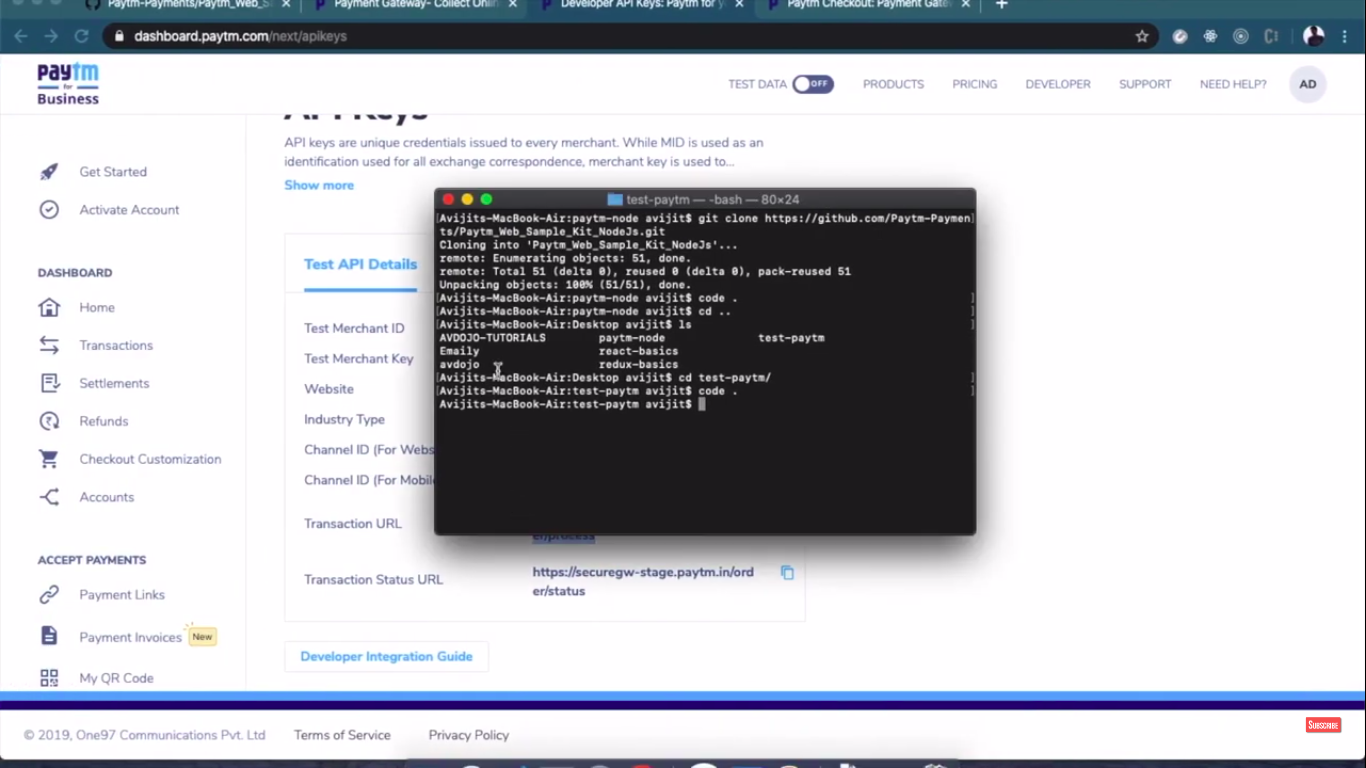 Paytm-Payments/Paytm_Web_S
Payment Gateway- Collect Onlin
Developer API Keys: Paytm for y
Paytm Checkout: Payment Gate
dashboard.paytm.com/next/apikeys
paytm
for
Business
TEST DATA OFF PRODUCTS PRICING DEVELOPER SUPPORT NEED HELP? AD
API Keys
API keys are unique credentials issued to every merchant. While MID is used as an
identification used for all exchange correspondence, merchant key is used to...
Show more
Get Started
Activate Account
DASHBOARD
Home
Transactions
Settlements
Refunds
Checkout Customization
Accounts
ACCEPT PAYMENTS
Payment Links
Payment Invoices New
My QR Code
Test API Details
Test Merchant ID
Test Merchant Key
Website
Industry Type
Channel ID (For Webs
Channel ID (For Mobil
Transaction URL
er/process
Transaction Status URL
https://securegw-stage.paytm.in/ord
er/status
Developer Integration Guide
test-paytm — -bash — 80×24
[Avijits-MacBook-Air:paytm-node avijit$ git clone https://github.com/Paytm-Paymen]
ts/Paytm_Web_Sample_Kit_NodeJs.git
Cloning into 'Paytm_Web_Sample_Kit_NodeJs'...
remote: Enumerating objects: 51, done.
remote: Total 51 (delta 0), reused 0 (delta 0), pack-reused 51
Unpacking objects: 100% (51/51), done.
[Avijits-MacBook-Air:paytm-node avijit$ code . ]
[Avijits-MacBook-Air:paytm-node avijit$ cd .. ]
[Avijits-MacBook-Air:Desktop avijit$ ls ]
AVDOJO-TUTORIALS paytm-node test-paytm
Emaily react-basics
avdojo redux-basics
[Avijits-MacBook-Air:Desktop avijit$ cd test-paytm/ ]
[Avijits-MacBook-Air:test-paytm avijit$ code . ]
Avijits-MacBook-Air:test-paytm avijit$
© 2019, One97 Communications Pvt. Ltd Terms of Service Privacy Policy
SUBSCRIBE